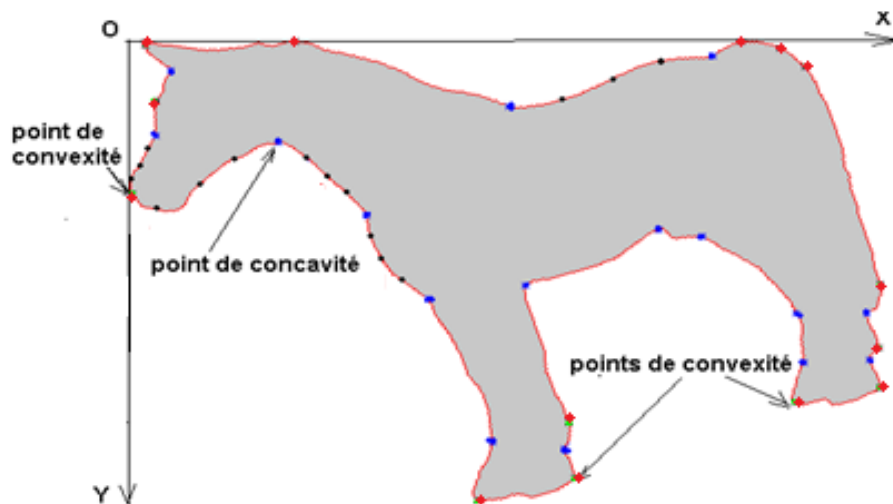 O
X
point de
convexité
point de concavité
points de convexité
Y